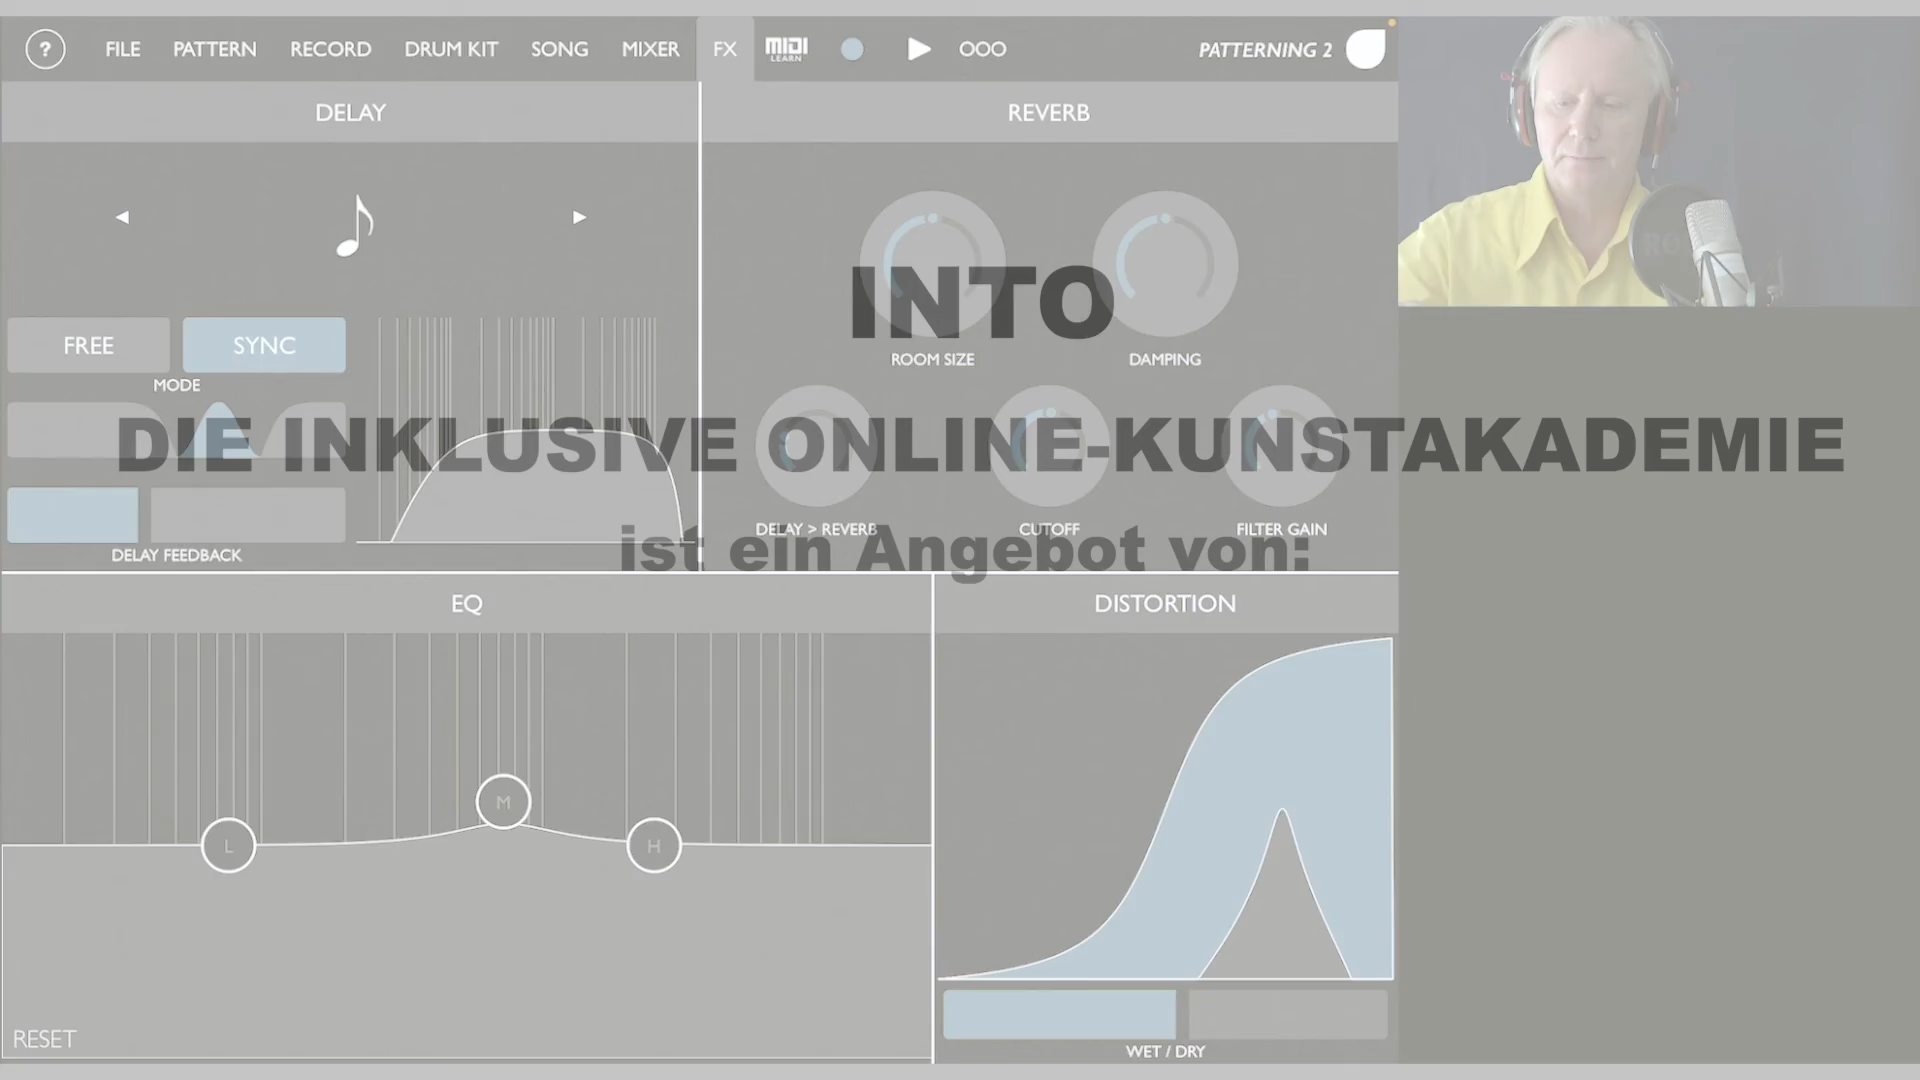 ?
FILE
PATTERN
RECORD
DRUM KIT
SONG
MIXER
FX
MIDI
LEARN
PATTERNING 2
DELAY
REVERB
FREE
SYNC
MODE
DELAY FEEDBACK
ROOM SIZE
DAMPING
DELAY > REVERB
CUTOFF
FILTER GAIN
INTO
DIE INKLUSIVE ONLINE-KUNSTAKADEMIE
ist ein Angebot von:
EQ
DISTORTION
L
M
H
RESET
WET / DRY